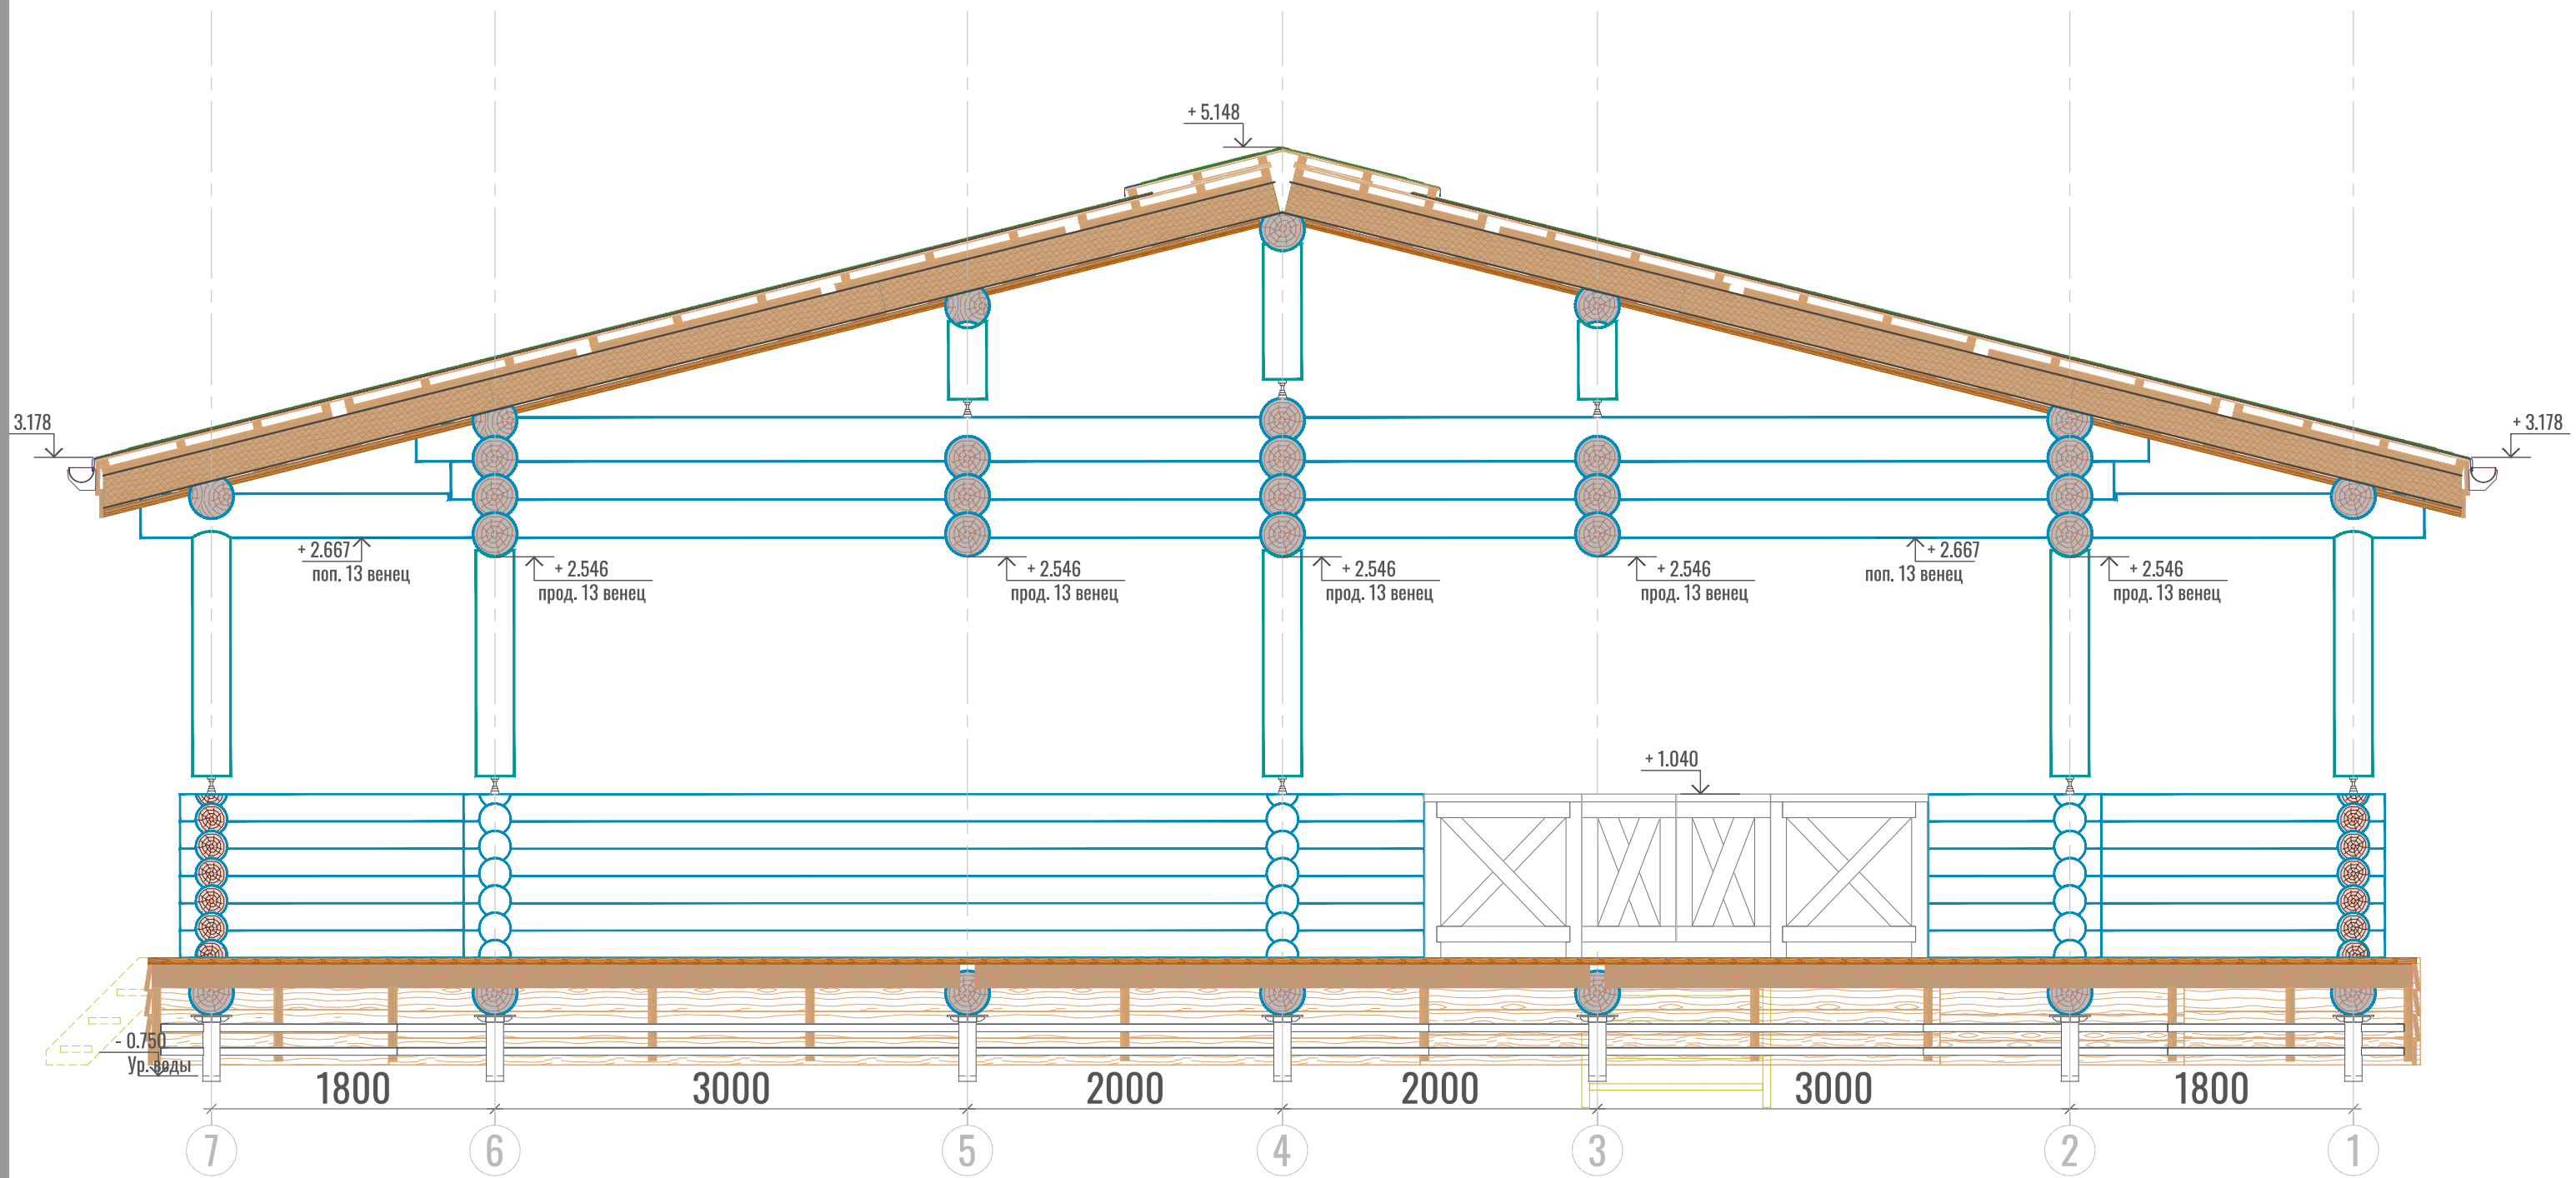 + 5.148
3.178
+ 3.178
+ 2.667
поп. 13 венец
+ 2.546
прод. 13 венец
+ 2.546
прод. 13 венец
+ 2.546
прод. 13 венец
+ 2.546
прод. 13 венец
+ 2.667
поп. 13 венец
+ 2.546
прод. 13 венец
+ 1.040
- 0.750
Ур. воды
1800 3000 2000 2000 3000 1800
7 6 5 4 3 2 1